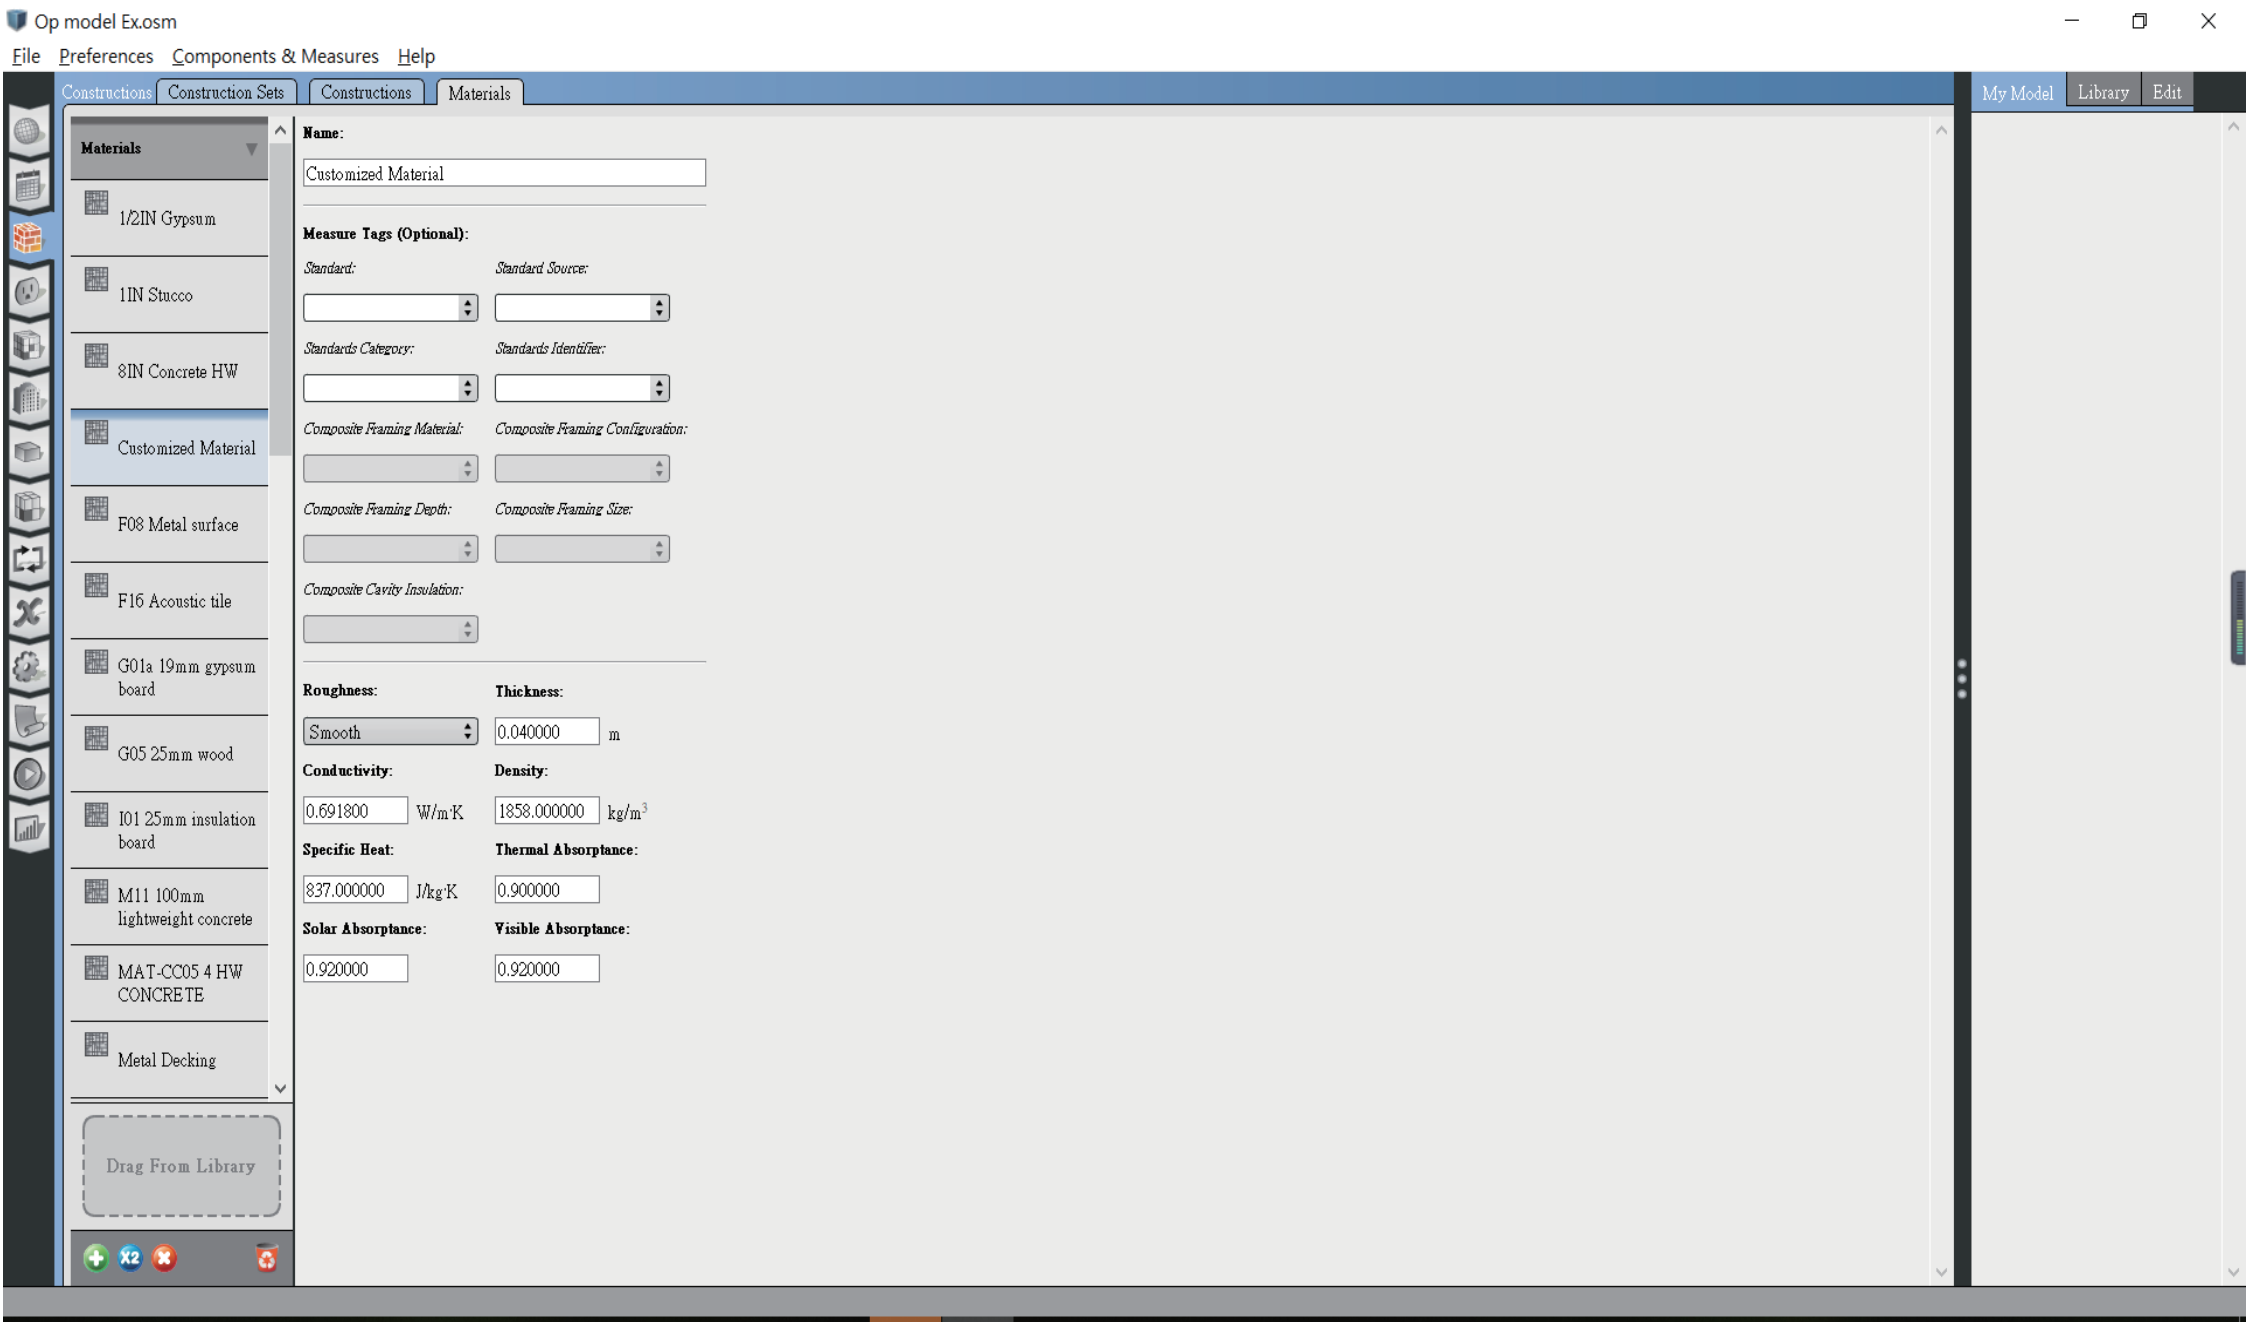 Op model Ex.osm
File Preferences Components & Measures Help
Constructions Construction Sets Constructions Materials
My Model Library Edit
Materials
1/2IN Gypsum
1IN Stucco
8IN Concrete HW
Customized Material
F08 Metal surface
F16 Acoustic tile
G01a 19mm gypsum
board
G05 25mm wood
I01 25mm insulation
board
M11 100mm
lightweight concrete
MAT-CC05 4 HW
CONCRETE
Metal Decking
Drag From Library
X2
Name:
Customized Material
Measure Tags (Optional):
Standard: Standard Source:
Standards Category: Standards Identifier:
Composite Framing Material: Composite Framing Configuration:
Composite Framing Depth: Composite Framing Size:
Composite Cavity Insulation:
Roughness: Thickness:
Smooth 0.040000 m
Conductivity: Density:
0.691800 W/m·K 1858.000000 kg/m³
Specific Heat: Thermal Absorptance:
837.000000 J/kg·K 0.900000
Solar Absorptance: Visible Absorptance:
0.920000 0.920000